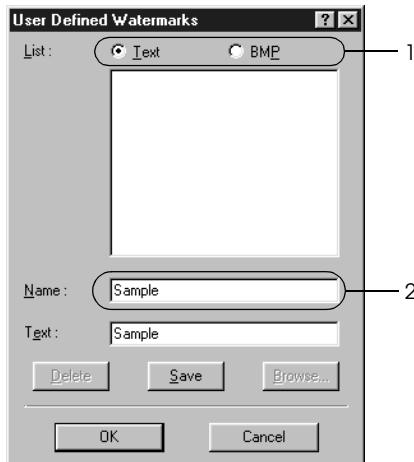 User Defined Watermarks ? ×
List : Text BMP 1
Name : Sample 2
Text : Sample
Delete Save Browse...
OK Cancel